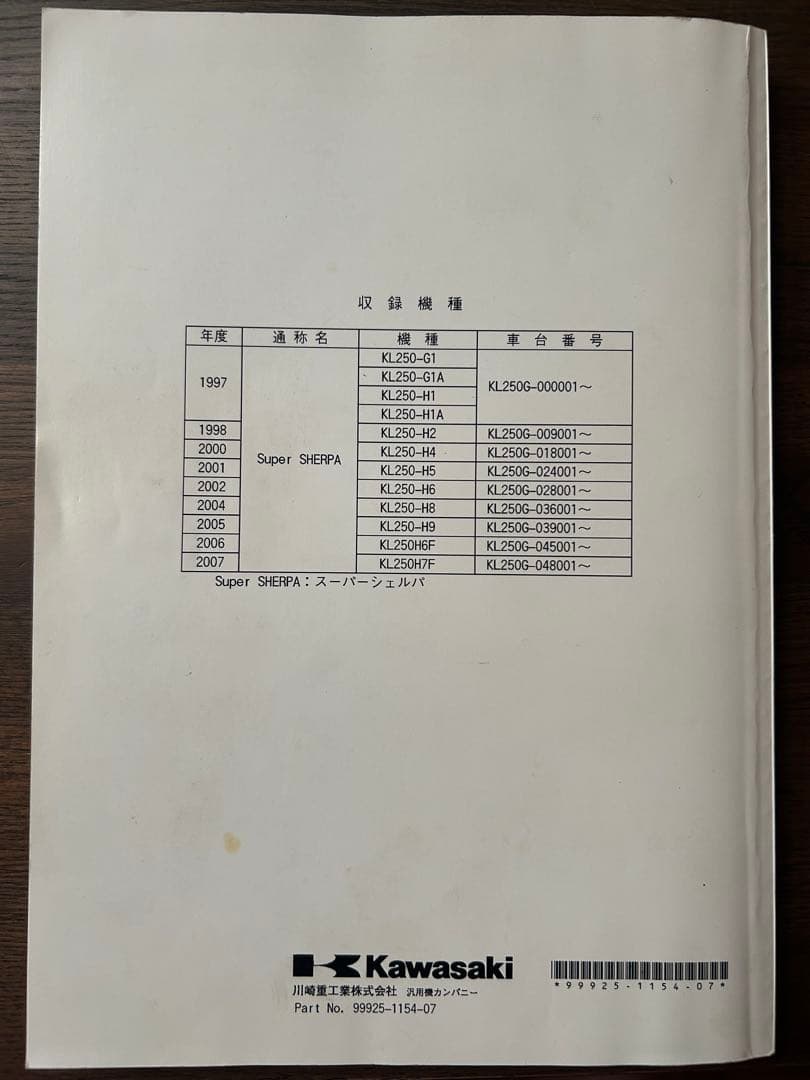 収録機種
年度 通称名 機種 車台番号
1997 Super SHERPA KL250-G1 KL250G-000001～
KL250-G1A
KL250-H1
KL250-H1A
1998 KL250-H2 KL250G-009001～
2000 KL250-H4 KL250G-018001～
2001 KL250-H5 KL250G-024001～
2002 KL250-H6 KL250G-028001～
2004 KL250-H8 KL250G-036001～
2005 KL250-H9 KL250G-039001～
2006 KL250H6F KL250G-045001～
2007 KL250H7F KL250G-048001～
Super SHERPA：スーパーシェルパ
Kawasaki
川崎重工業株式会社 汎用機カンパニー
Part No. 99925-1154-07
*99925-1154-07*